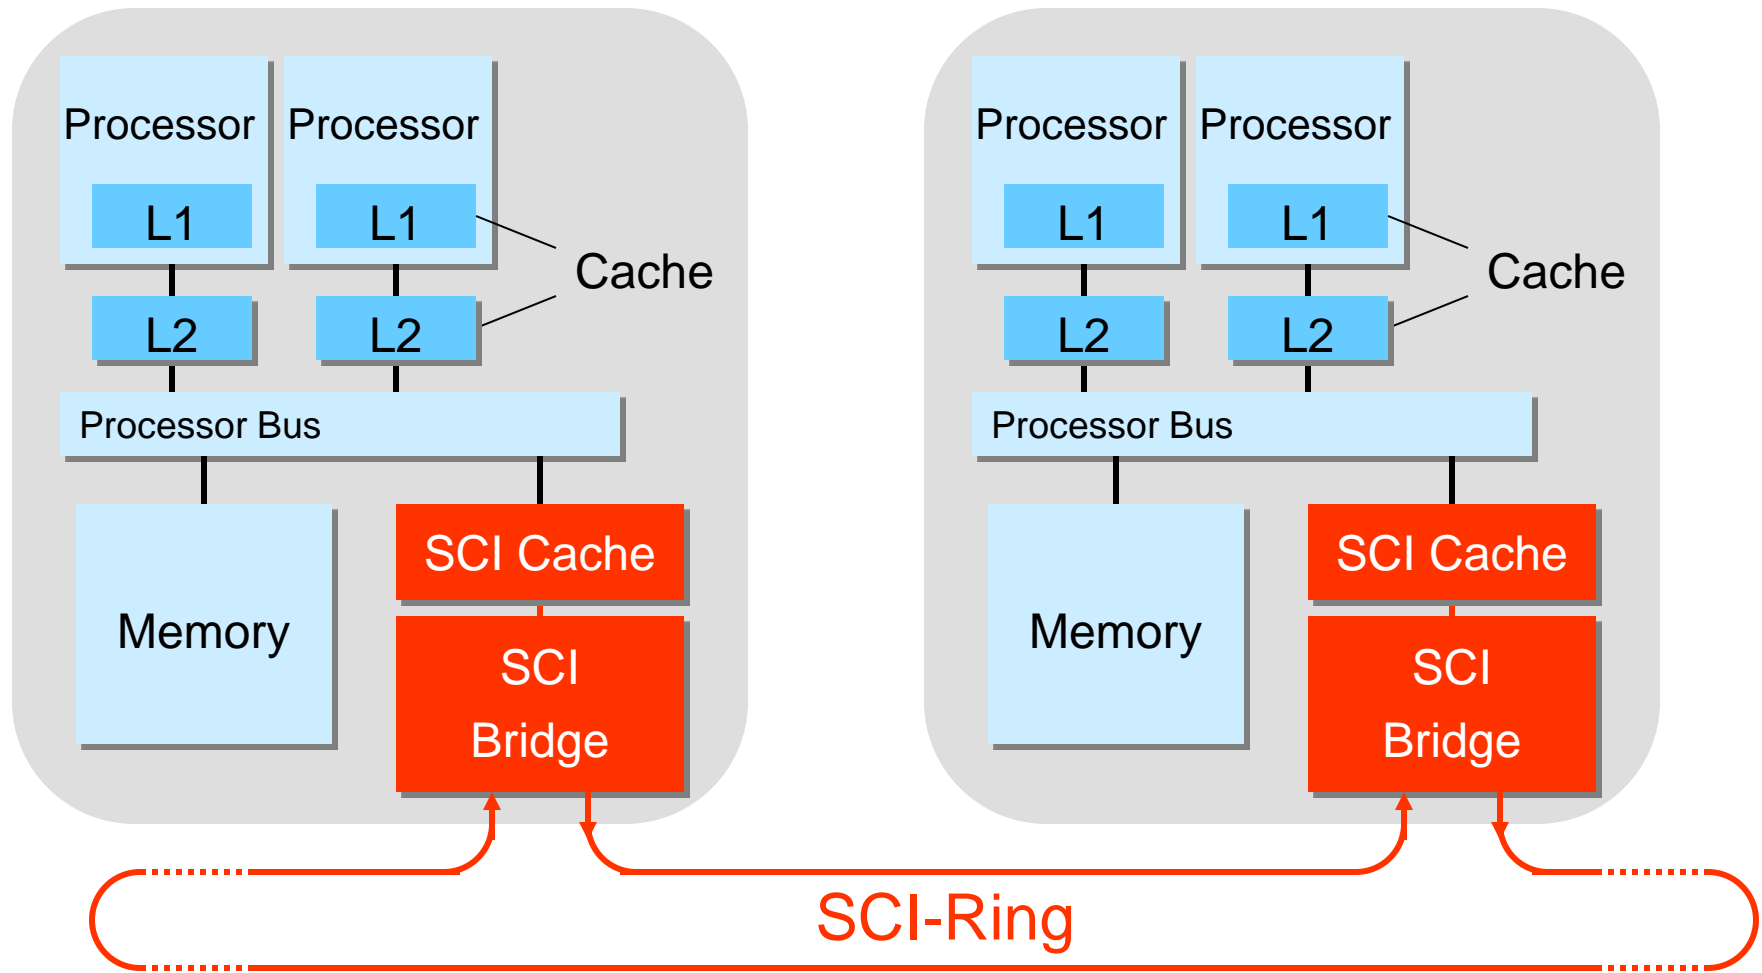 Processor Processor
L1 L1
Cache
L2 L2
Processor Bus
SCI Cache
Memory
SCI
Bridge
Processor Processor
L1 L1
Cache
L2 L2
Processor Bus
SCI Cache
Memory
SCI
Bridge
SCI-Ring